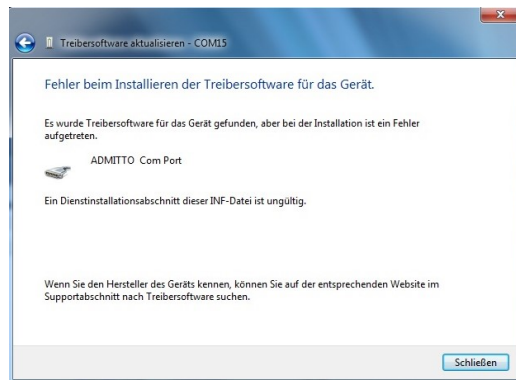 Treibersoftware aktualisieren - COM15
Fehler beim Installieren der Treibersoftware für das Gerät.
Es wurde Treibersoftware für das Gerät gefunden, aber bei der Installation ist ein Fehler
aufgetreten.
ADMITTO Com Port
Ein Dienstinstallationsabschnitt dieser INF-Datei ist ungültig.
Wenn Sie den Hersteller des Geräts kennen, können Sie auf der entsprechenden Website im
Supportabschnitt nach Treibersoftware suchen.
Schließen